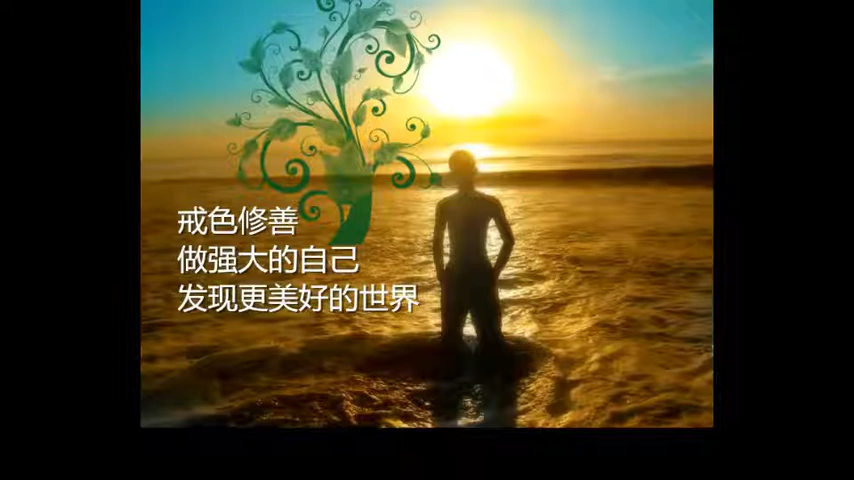 戒色修善
做强大的自己
发现更美好的世界